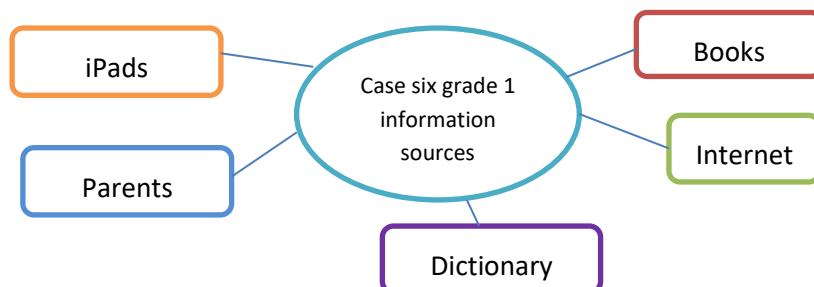 iPads
Books
Case six grade 1
information
sources
Internet
Parents
Dictionary